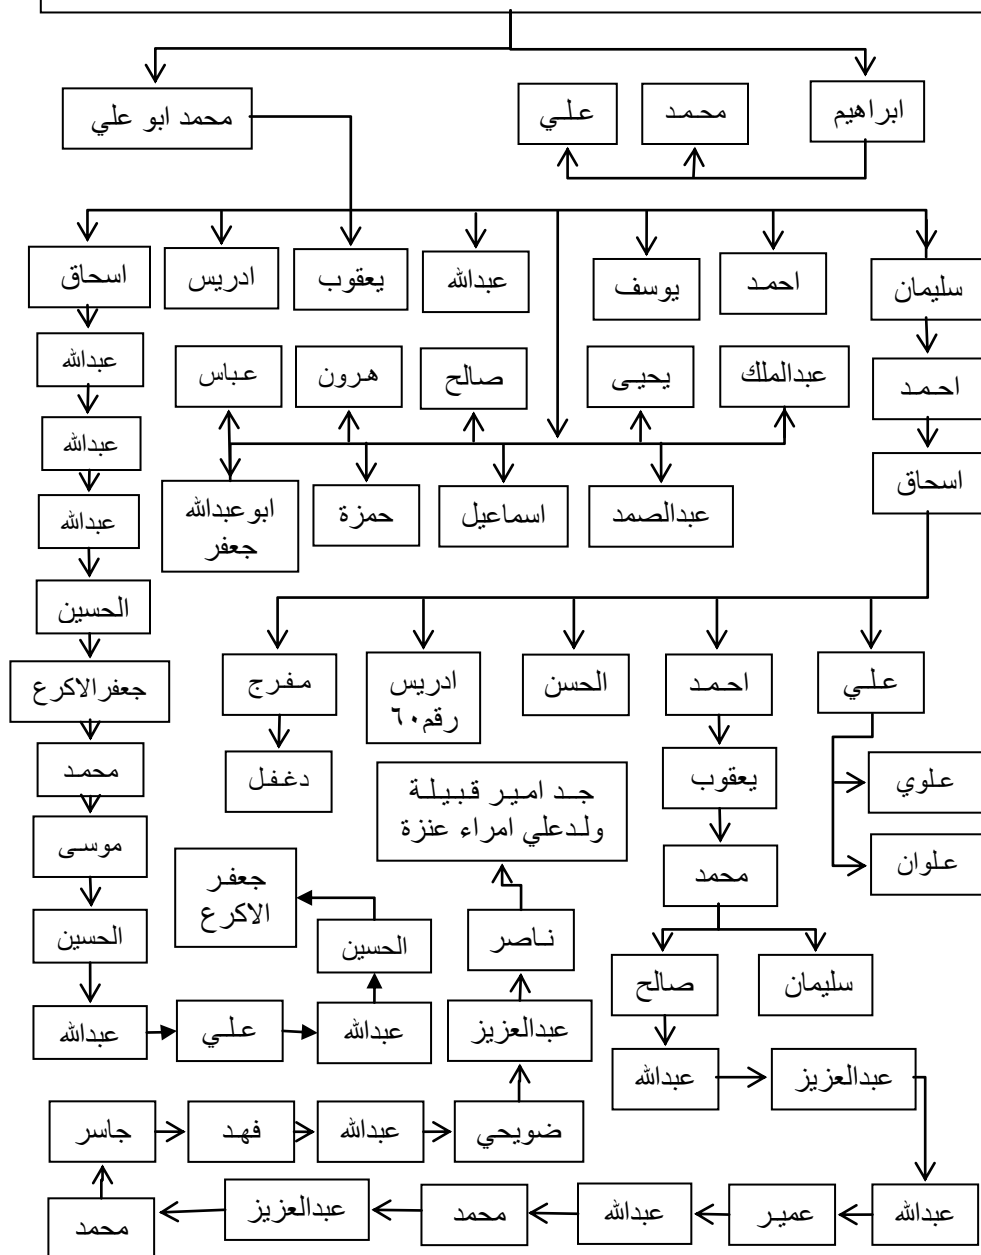 ابراهيم
محمد
علي
محمد ابو علي
سليمان
احمد
يوسف
عبدالله
يعقوب
ادريس
اسحاق
عبدالله
احمد
عبدالملك
يحيى
صالح
هرون
عباس
عبدالله
اسحاق
عبدالصمد
اسماعيل
حمزة
ابوعبدالله
جعفر
عبدالله
الحسين
علي
احمد
الحسن
ادريس
رقم٦٠
مفرج
جعفرالاكرع
علوي
يعقوب
دغفل
محمد
جد امير قبيلة
ولدعلي امراء عنزة
علوان
محمد
موسى
جعفر
الاكرع
ناصر
الحسين
الحسين
سليمان
صالح
عبدالعزيز
عبدالله
علي
عبدالله
عبدالعزيز
عبدالله
ضويحي
عبدالله
فهد
جاسر
عبدالله
عمير
عبدالله
محمد
عبدالعزيز
محمد